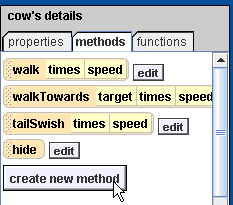 cow's details
properties methods functions
walk times speed edit
walkTowards target times speed
tailSwish times speed edit
hide edit
create new method